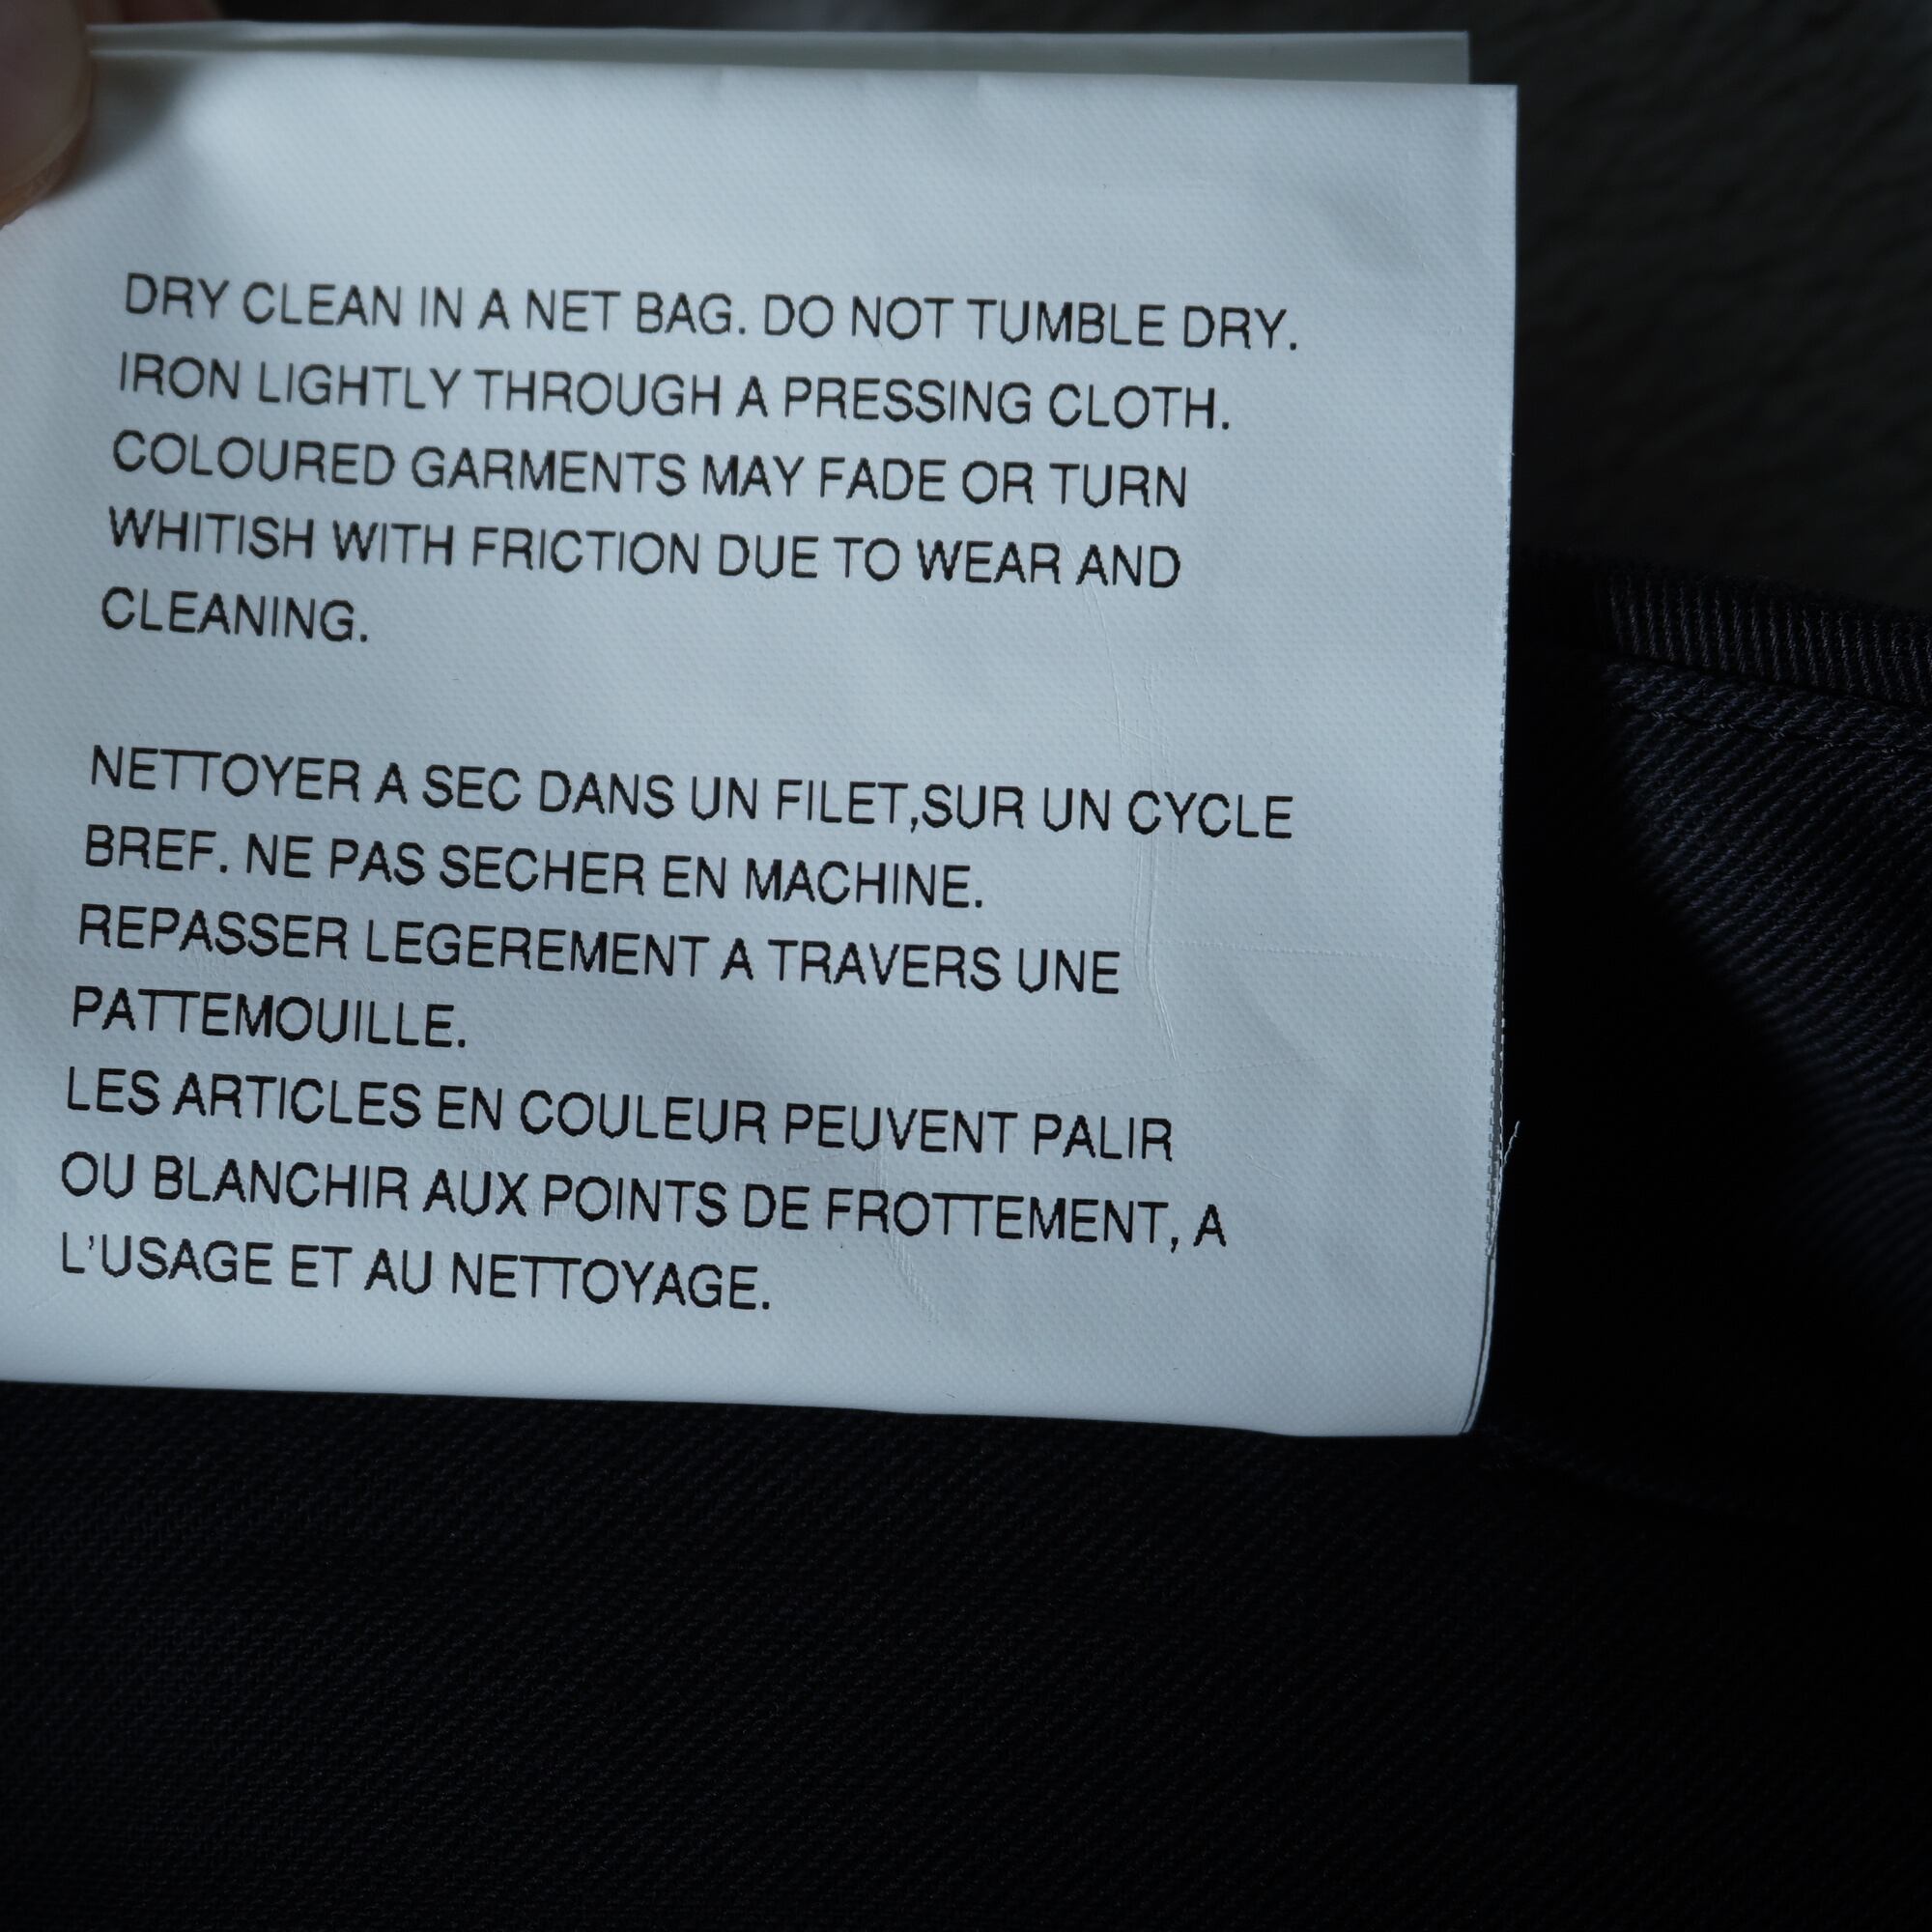 DRY CLEAN IN A NET BAG. DO NOT TUMBLE DRY.
IRON LIGHTLY THROUGH A PRESSING CLOTH.
COLOURED GARMENTS MAY FADE OR TURN
WHITISH WITH FRICTION DUE TO WEAR AND
CLEANING.
NETTOYER A SEC DANS UN FILET,SUR UN CYCLE
BREF. NE PAS SECHER EN MACHINE.
REPASSER LEGEREMENT A TRAVERS UNE
PATTEMOUILLE.
LES ARTICLES EN COULEUR PEUVENT PALIR
OU BLANCHIR AUX POINTS DE FROTTEMENT, A
L'USAGE ET AU NETTOYAGE.